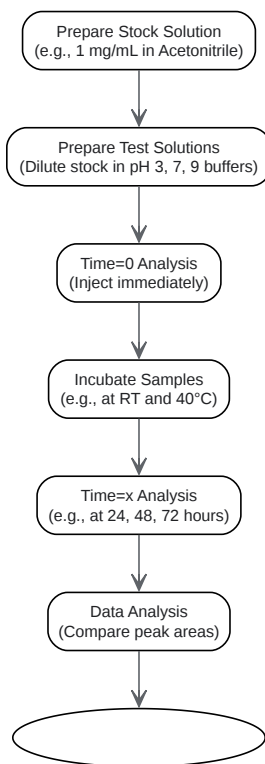 Prepare Stock Solution
(e.g., 1 mg/mL in Acetonitrile)
Prepare Test Solutions
(Dilute stock in pH 3, 7, 9 buffers)
Time=0 Analysis
(Inject immediately)
Incubate Samples
(e.g., at RT and 40°C)
Time=x Analysis
(e.g., at 24, 48, 72 hours)
Data Analysis
(Compare peak areas)